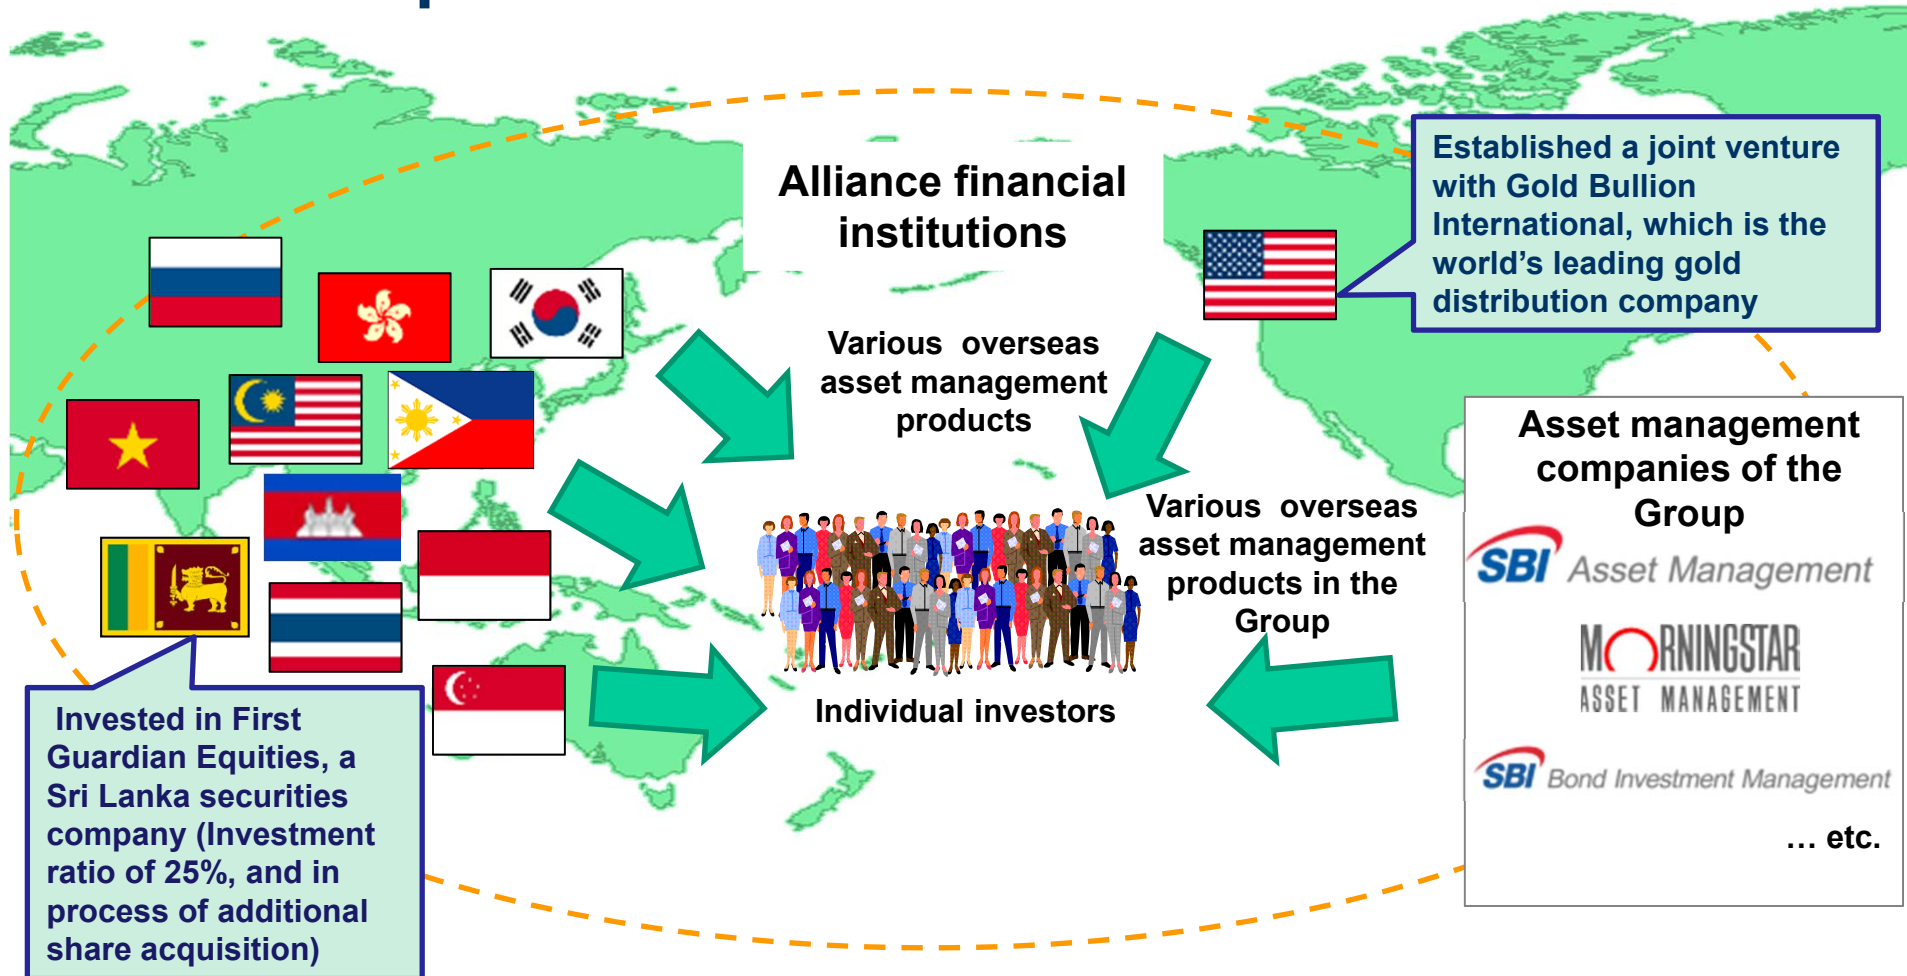 Alliance financial
institutions
Established a joint venture
with Gold Bullion
International, which is the
world’s leading gold
distribution company
Various overseas
asset management
products
Asset management
companies of the
Group
SBI Asset Management
MORNINGSTAR
ASSET MANAGEMENT
SBI Bond Investment Management
… etc.
Various overseas
asset management
products in the
Group
Individual investors
Invested in First
Guardian Equities, a
Sri Lanka securities
company (Investment
ratio of 25%, and in
process of additional
share acquisition)